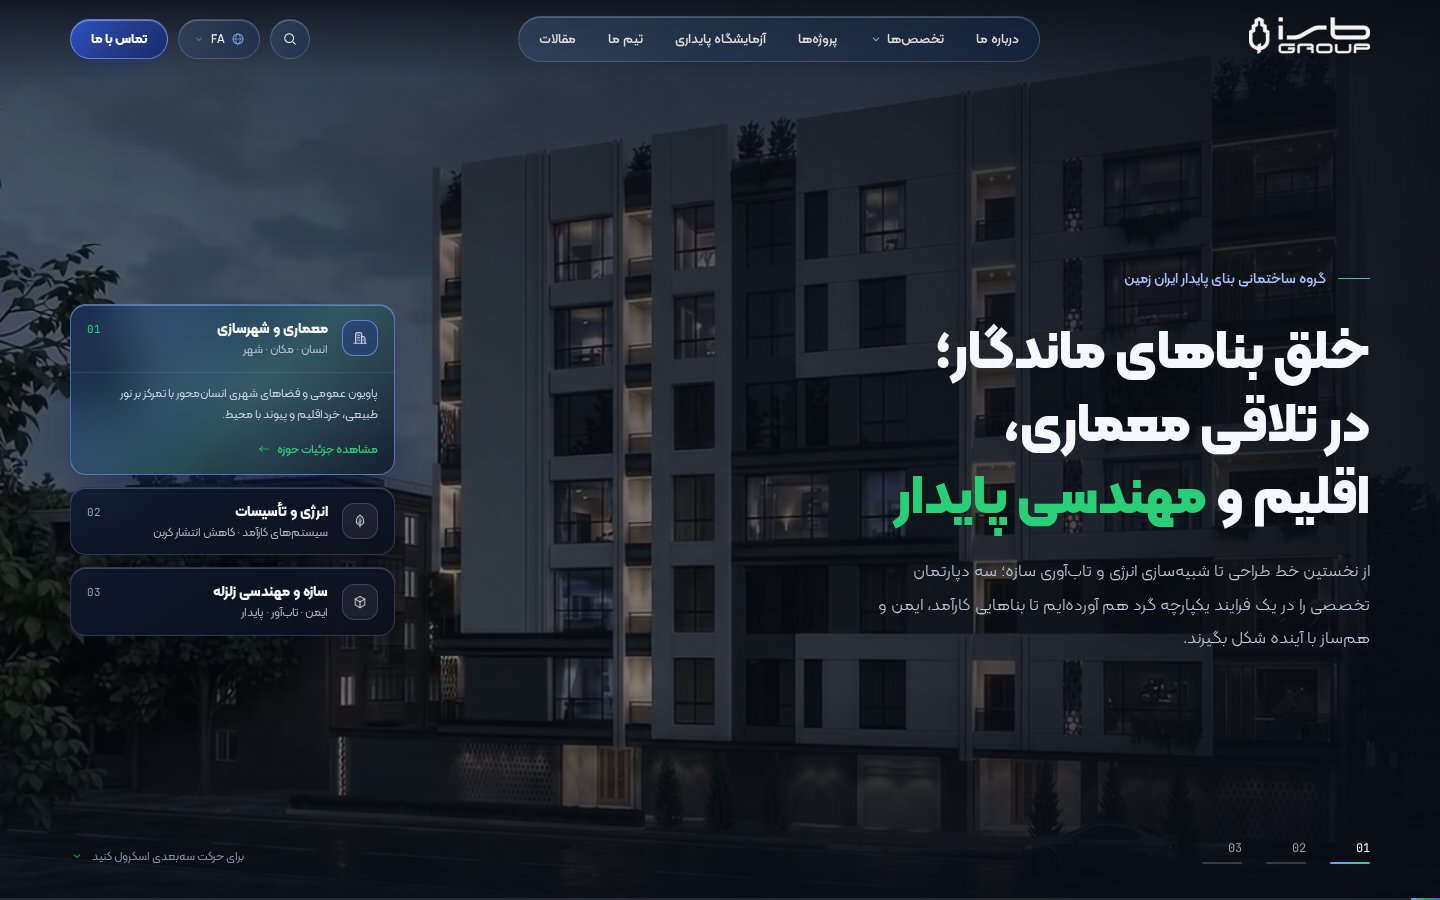 irb
GROUP
درباره ما
تخصص‌ها
پروژه‌ها
آزمایشگاه پایداری
تیم ما
مقالات
FA
تماس با ما
گروه ساختمانی بنای پایدار ایران زمین
خلق بناهای ماندگار؛
در تلاقی معماری،
اقلیم و مهندسی پایدار
از نخستین خط طراحی تا شبیه‌سازی انرژی و تاب‌آوری سازه؛ سه دپارتمان
تخصصی را در یک فرایند یکپارچه گرد هم آورده‌ایم تا بناهایی کارآمد، ایمن و
هم‌ساز با آینده شکل بگیرند.
معماری و شهرسازی
01
انسان · مکان · شهر
پاویون عمومی و فضاهای شهری انسان‌محور با تمرکز بر نور
طبیعی، خرداقلیم و پیوند با محیط.
مشاهده جزئیات حوزه
انرژی و تأسیسات
02
سیستم‌های کارآمد · کاهش انتشار کربن
سازه و مهندسی زلزله
03
ایمن · تاب‌آور · پایدار
01
02
03
برای حرکت سه‌بعدی اسکرول کنید